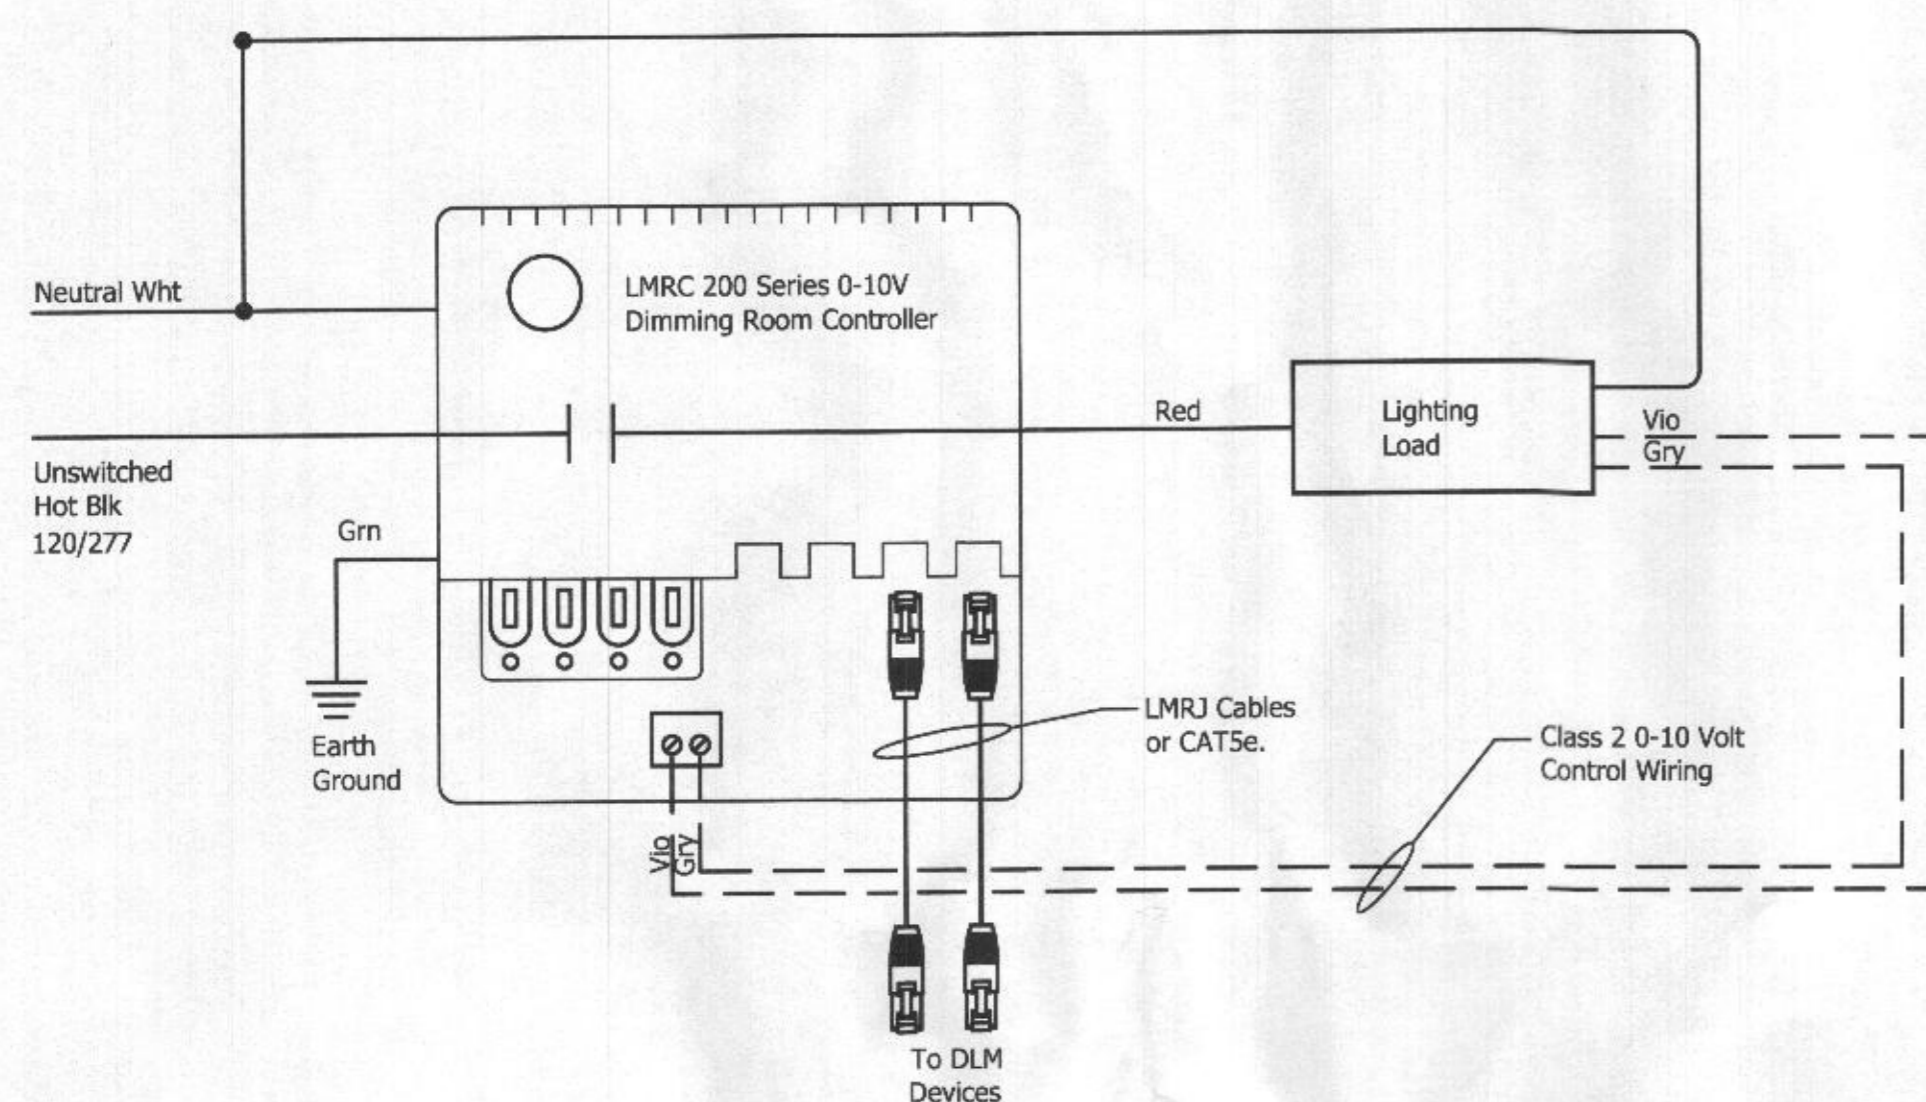 Neutral Wht
LMRC 200 Series 0-10V
Dimming Room Controller
Unswitched
Hot Blk
120/277
Red
Lighting
Load
Vio
Gry
Grn
Earth
Ground
LMRJ Cables
or CAT5e.
Class 2 0-10 Volt
Control Wiring
Vio
Gry
To DLM
Devices